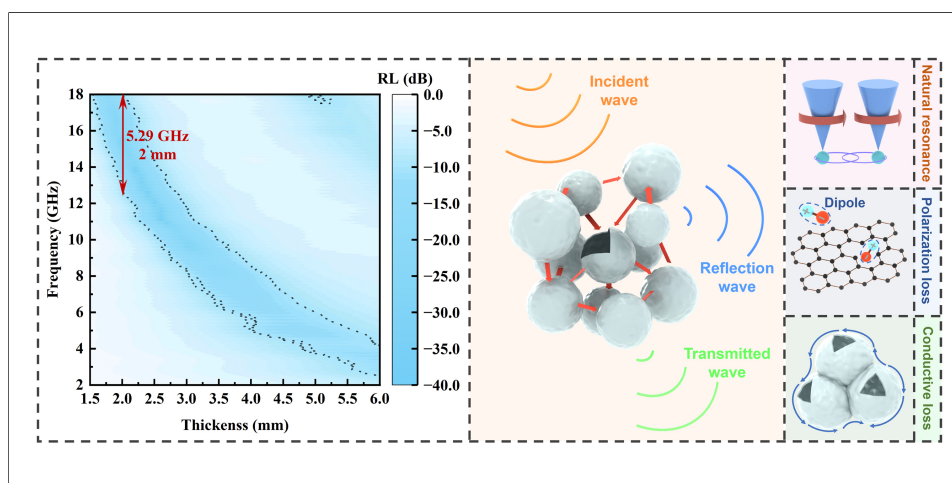 RL (dB)
18
16
14
12
10
8
6
4
2
Frequency (GHz)
5.29 GHz
2 mm
1.5 2.0 2.5 3.0 3.5 4.0 4.5 5.0 5.5 6.0
Thickenss (mm)
0.0
−5.0
−10.0
−15.0
−20.0
−25.0
−30.0
−35.0
−40.0
Incident
wave
Reflection
wave
Transmitted
wave
Natural resonance
Dipole
Polarization loss
Conductive loss